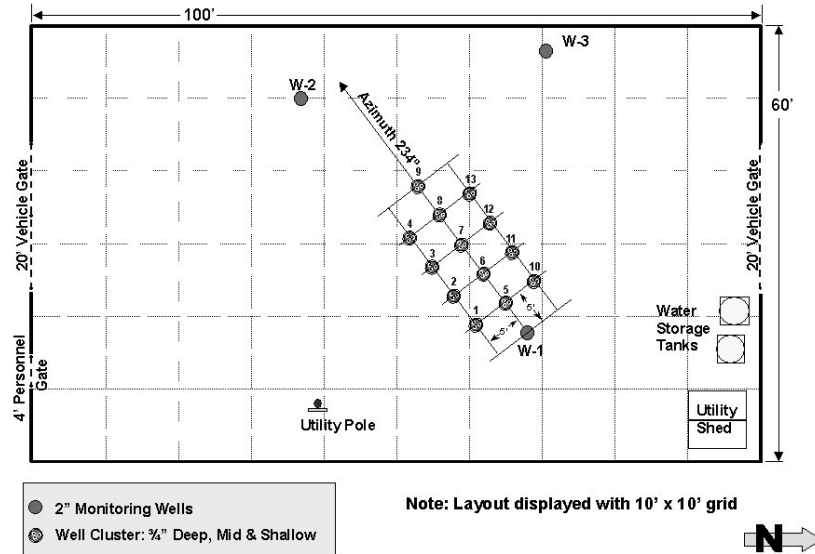 100'
W-3
W-2
60'
Azimuth 234°
9
13
8
12
4
7
11
3
6
10
2
5
1
5'
5'
W-1
20' Vehicle Gate
20' Vehicle Gate
4' Personnel
Gate
Water
Storage
Tanks
Utility Pole
Utility
Shed
2” Monitoring Wells
Well Cluster: ¾” Deep, Mid & Shallow
Note: Layout displayed with 10’ x 10’ grid
N